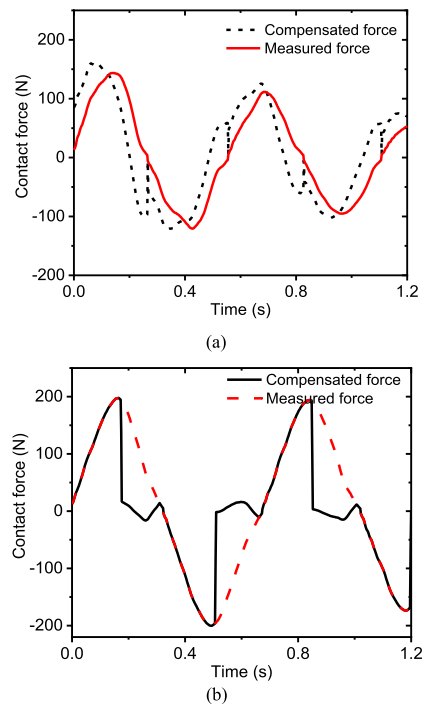 Compensated force
Measured force
Contact force (N)
200
100
0
-100
-200
0.0 0.4 0.8 1.2
Time (s)
(a)
Compensated force
Measured force
Contact force (N)
200
100
0
-100
-200
0.0 0.4 0.8 1.2
Time (s)
(b)